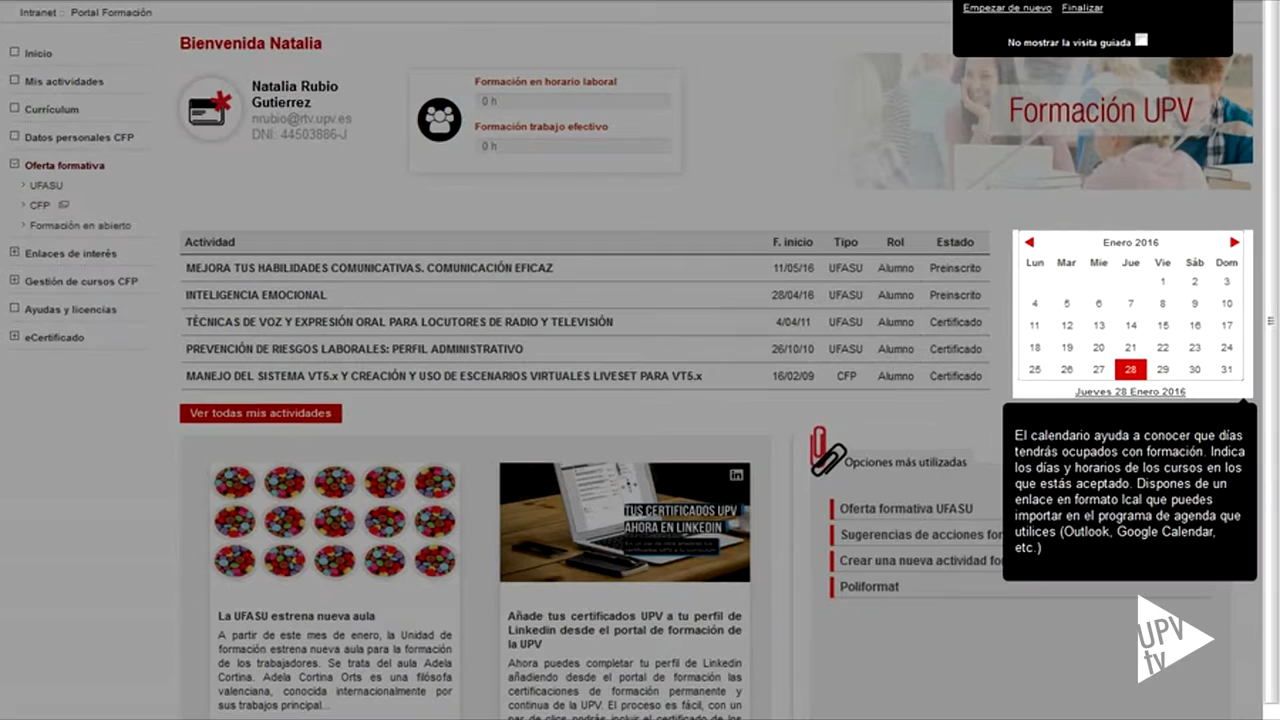 Intranet :: Portal Formación
Empezar de nuevo Finalizar
No mostrar la visita guiada
Inicio
Mis actividades
Currículum
Datos personales CFP
Oferta formativa
UFASU
CFP
Formación en abierto
Enlaces de interés
Gestión de cursos CFP
Ayudas y licencias
eCertificado
Bienvenida Natalia
Natalia Rubio
Gutierrez
nrubio@rtv.upv.es
DNI: 44503886-J
Formación en horario laboral
0 h
Formación trabajo efectivo
0 h
Formación UPV
Actividad F. inicio Tipo Rol Estado
MEJORA TUS HABILIDADES COMUNICATIVAS. COMUNICACIÓN EFICAZ 11/05/16 UFASU Alumno Preinscrito
INTELIGENCIA EMOCIONAL 28/04/16 UFASU Alumno Preinscrito
TÉCNICAS DE VOZ Y EXPRESIÓN ORAL PARA LOCUTORES DE RADIO Y TELEVISIÓN 4/04/11 UFASU Alumno Certificado
PREVENCIÓN DE RIESGOS LABORALES: PERFIL ADMINISTRATIVO 26/10/10 UFASU Alumno Certificado
MANEJO DEL SISTEMA VT5.x Y CREACIÓN Y USO DE ESCENARIOS VIRTUALES LIVESET PARA VT5.x 16/02/09 CFP Alumno Certificado
Ver todas mis actividades
Enero 2016
Lun Mar Mie Jue Vie Sáb Dom
1 2 3
4 5 6 7 8 9 10
11 12 13 14 15 16 17
18 19 20 21 22 23 24
25 26 27 28 29 30 31
Jueves 28 Enero 2016
El calendario ayuda a conocer que días
tendrás ocupados con formación. Indica
los días y horarios de los cursos en los
que estás aceptado. Dispones de un
enlace en formato Ical que puedes
importar en el programa de agenda que
utilices (Outlook, Google Calendar,
etc.)
La UFASU estrena nueva aula
A partir de este mes de enero, la Unidad de
formación estrena nueva aula para la formación
de los trabajadores. Se trata del aula Adela
Cortina. Adela Cortina Orts es una filósofa
valenciana, conocida internacionalmente por
sus trabajos principal...
in
TUS CERTIFICADOS UPV
AHORA EN LINKEDIN
Añade tus certificados UPV a tu perfil de
Linkedin desde el portal de formación de
la UPV
Ahora puedes completar tu perfil de Linkedin
añadiendo desde el portal de formación las
certificaciones de formación permanente y
continua de la UPV. El proceso es fácil, con un
par de clics podrás incluir el certificado de los
Opciones más utilizadas
Oferta formativa UFASU
Sugerencias de acciones for
Crear una nueva actividad fo
Poliformat
UPV
tv